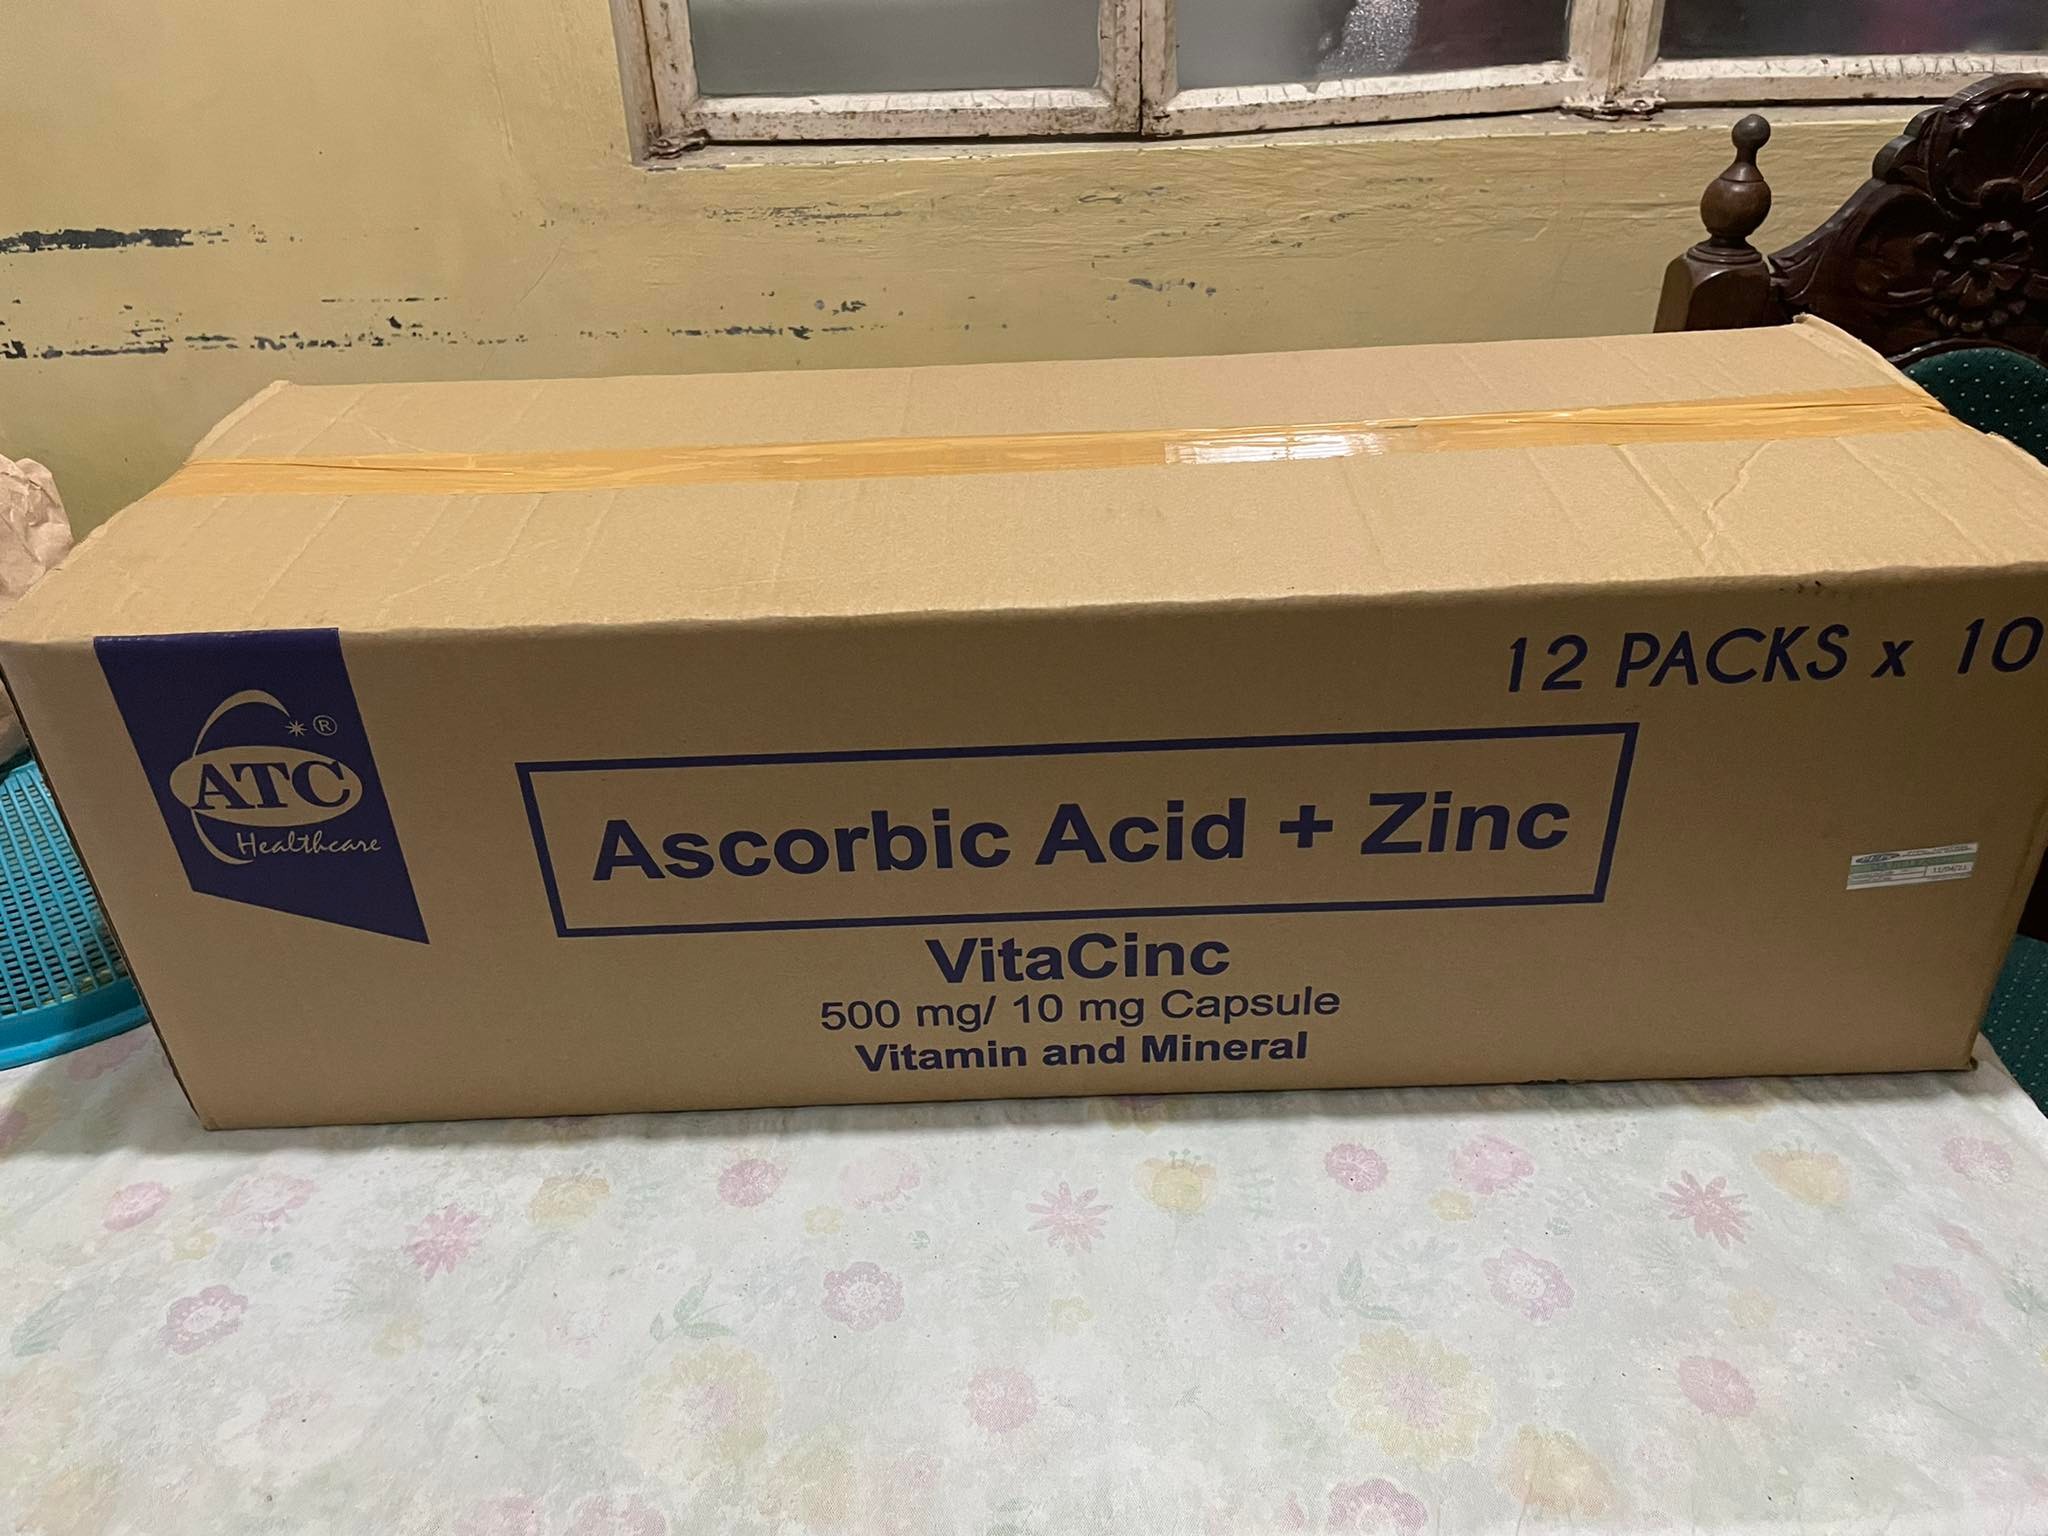 12 PACKS x 10
®
ATC
Healthcare
Ascorbic Acid + Zinc
VitaCinc
500 mg/ 10 mg Capsule
Vitamin and Mineral